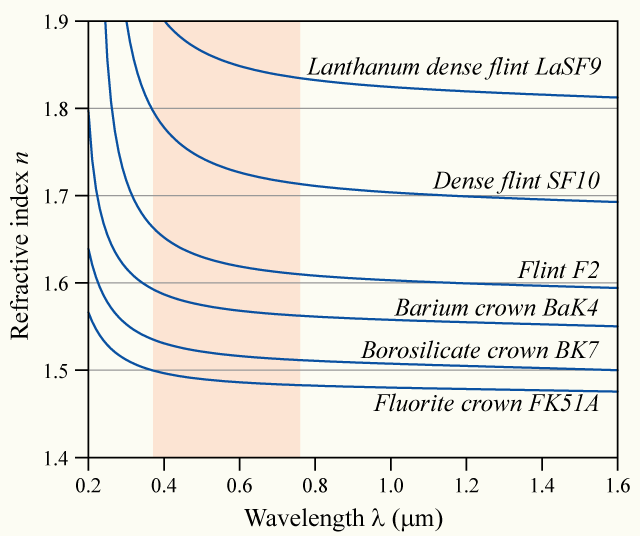 1.9
Lanthanum dense flint LaSF9
1.8
Dense flint SF10
1.7
Flint F2
1.6
Barium crown BaK4
Borosilicate crown BK7
1.5
Fluorite crown FK51A
1.4
Refractive index n
0.2 0.4 0.6 0.8 1.0 1.2 1.4 1.6
Wavelength λ (μm)